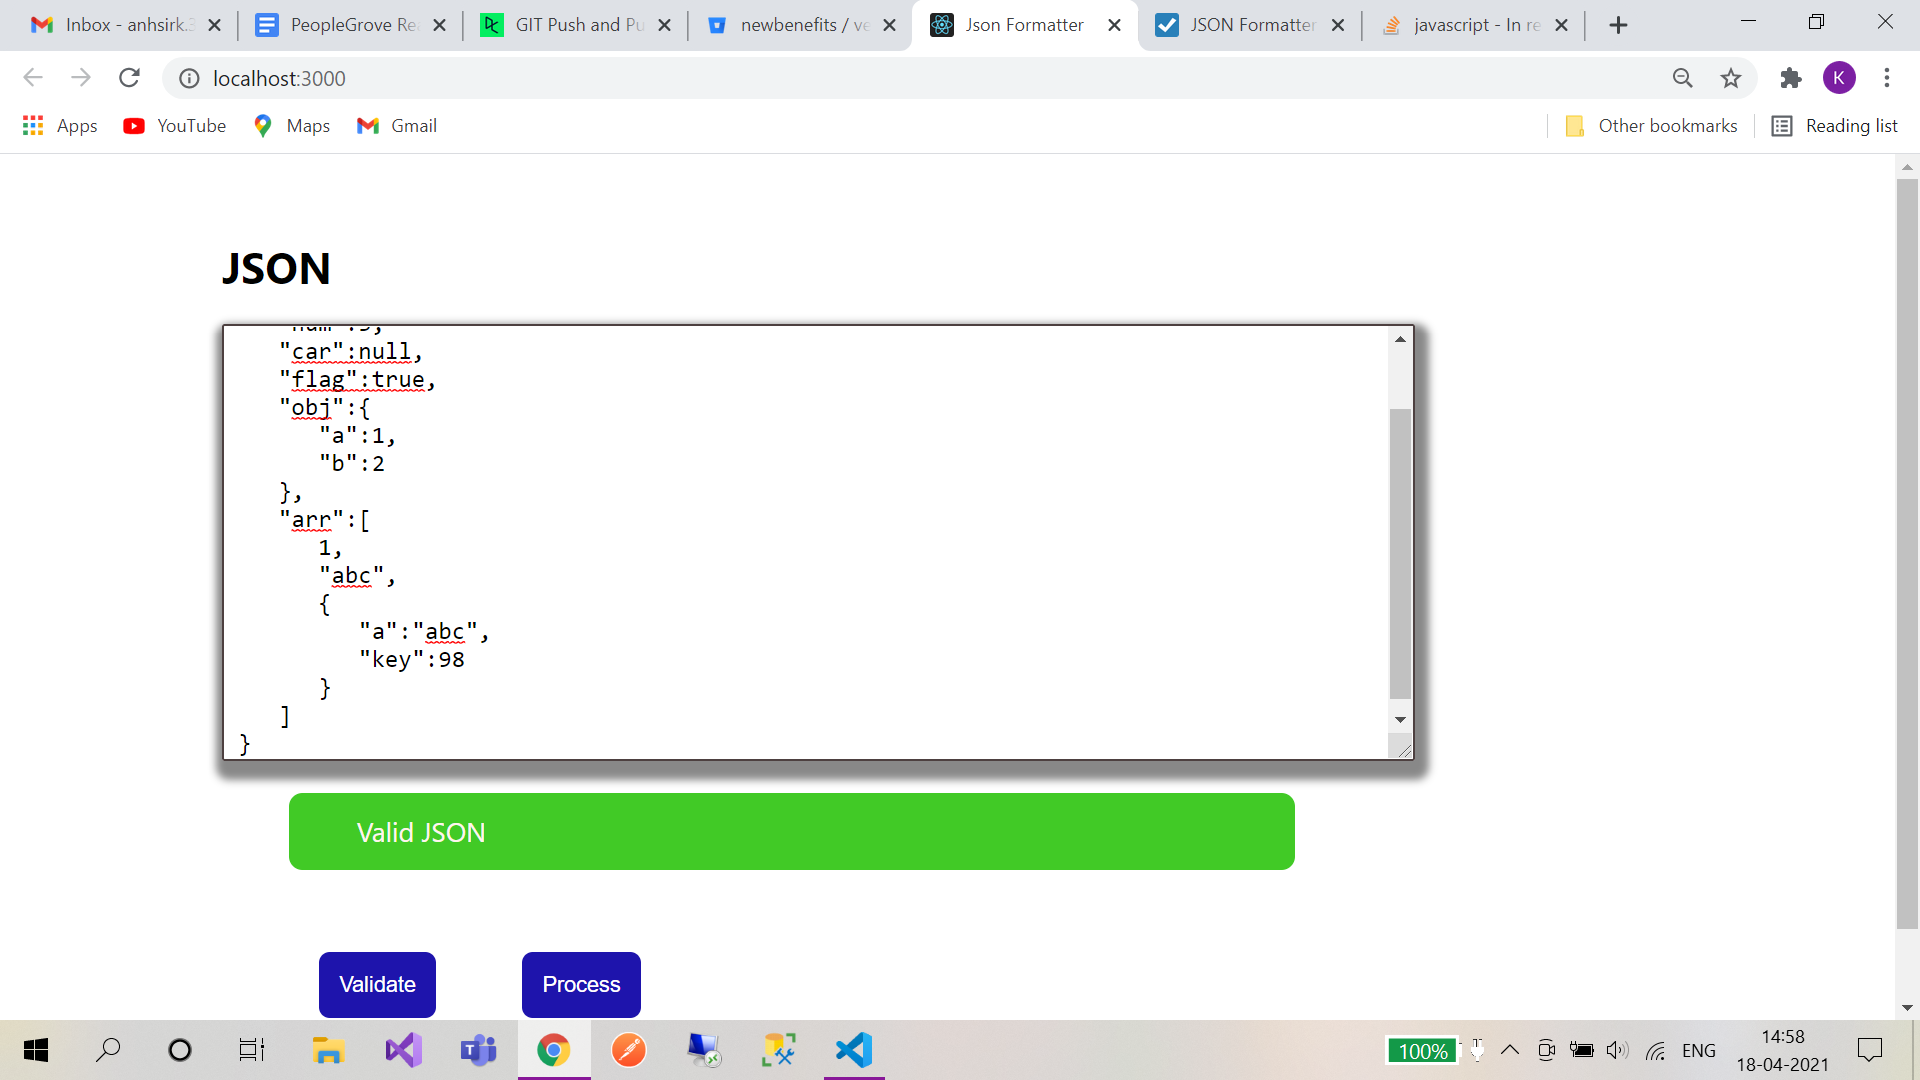 Inbox - anhsirk.3
PeopleGrove Rea
GIT Push and Pu
newbenefits / ve
Json Formatter
JSON Formatter
javascript - In re
localhost:3000
K
Apps
YouTube
Maps
Gmail
Other bookmarks
Reading list
JSON
"car":null,
"flag":true,
"obj":{
"a":1,
"b":2
},
"arr":[
1,
"abc",
{
"a":"abc",
"key":98
}
]
}
Valid JSON
Validate
Process
100%
ENG
14:58
18-04-2021